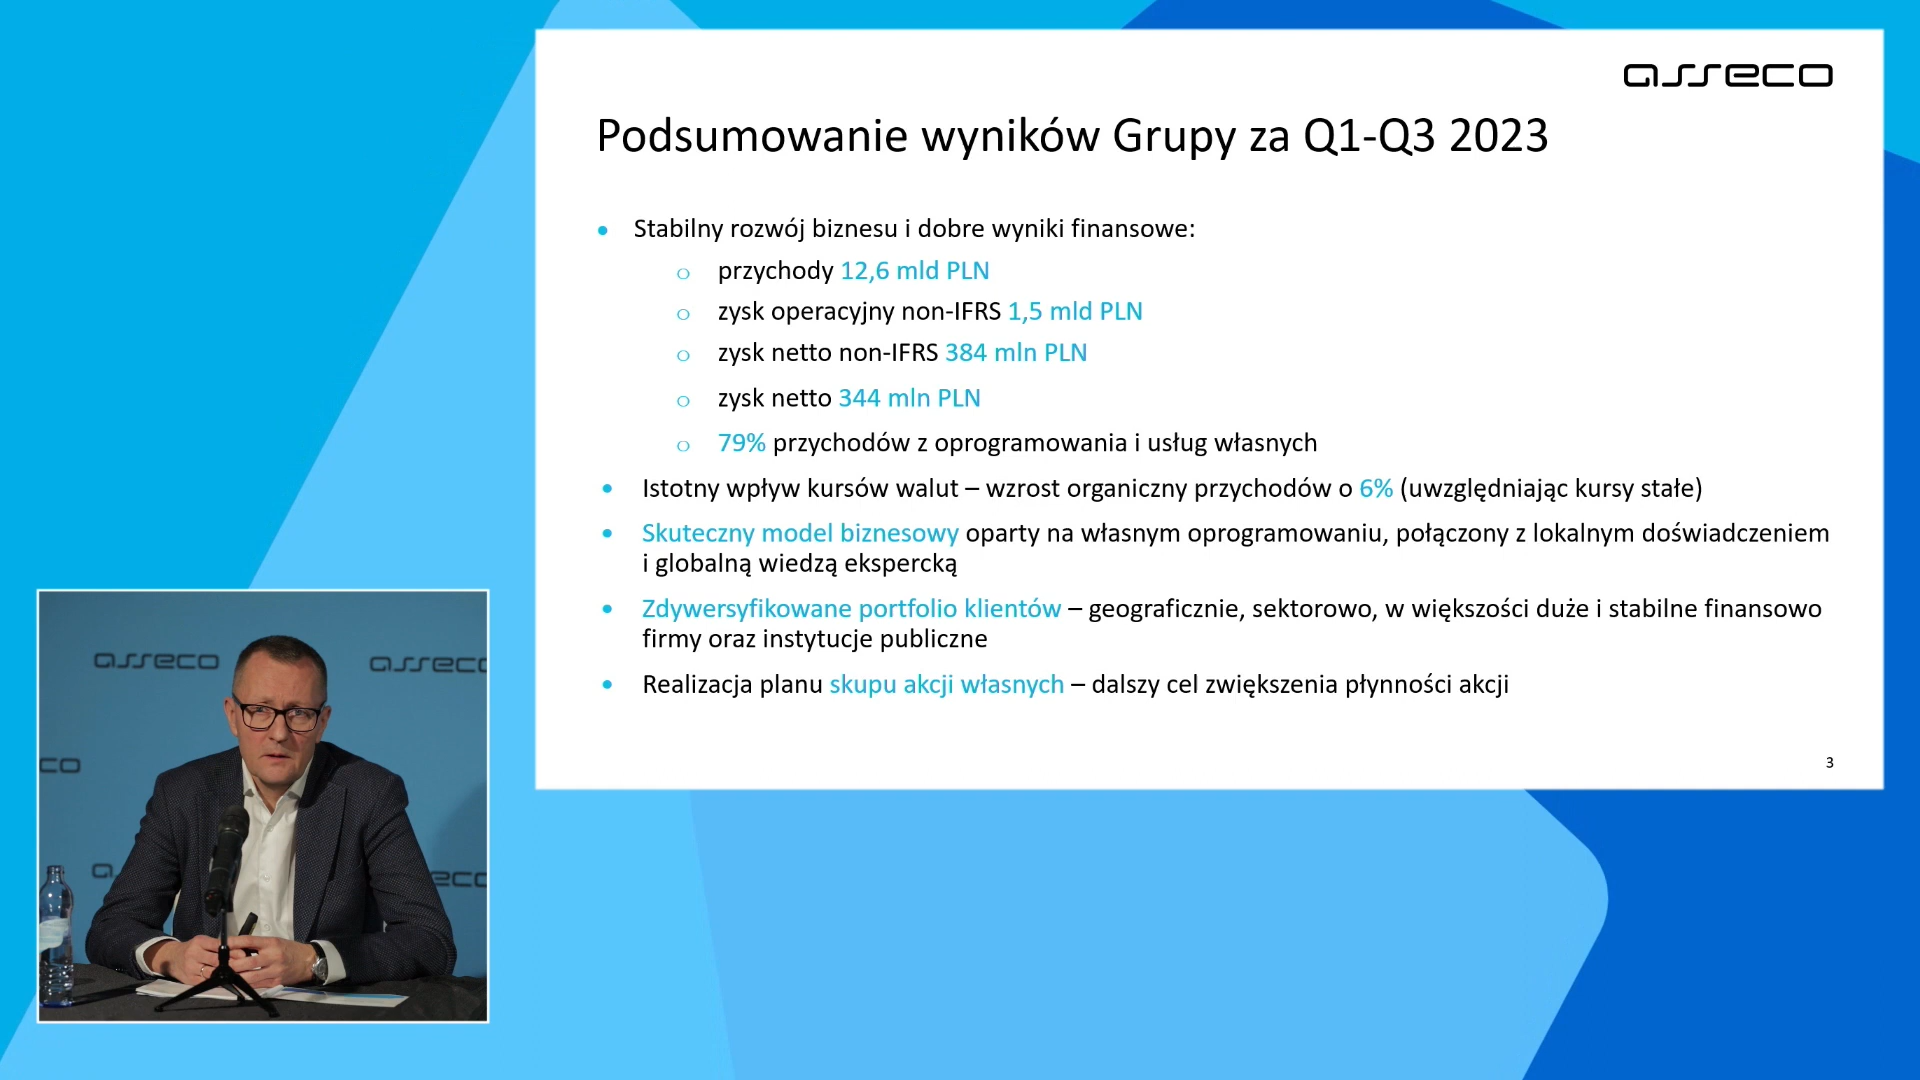 asseco
Podsumowanie wyników Grupy za Q1-Q3 2023
• Stabilny rozwój biznesu i dobre wyniki finansowe:
o przychody 12,6 mld PLN
o zysk operacyjny non-IFRS 1,5 mld PLN
o zysk netto non-IFRS 384 mln PLN
o zysk netto 344 mln PLN
o 79% przychodów z oprogramowania i usług własnych
• Istotny wpływ kursów walut – wzrost organiczny przychodów o 6% (uwzględniając kursy stałe)
• Skuteczny model biznesowy oparty na własnym oprogramowaniu, połączony z lokalnym doświadczeniem
i globalną wiedzą ekspercką
• Zdywersyfikowane portfolio klientów – geograficznie, sektorowo, w większości duże i stabilne finansowo
firmy oraz instytucje publiczne
• Realizacja planu skupu akcji własnych – dalszy cel zwiększenia płynności akcji
3
asseco asseco
co
a eco